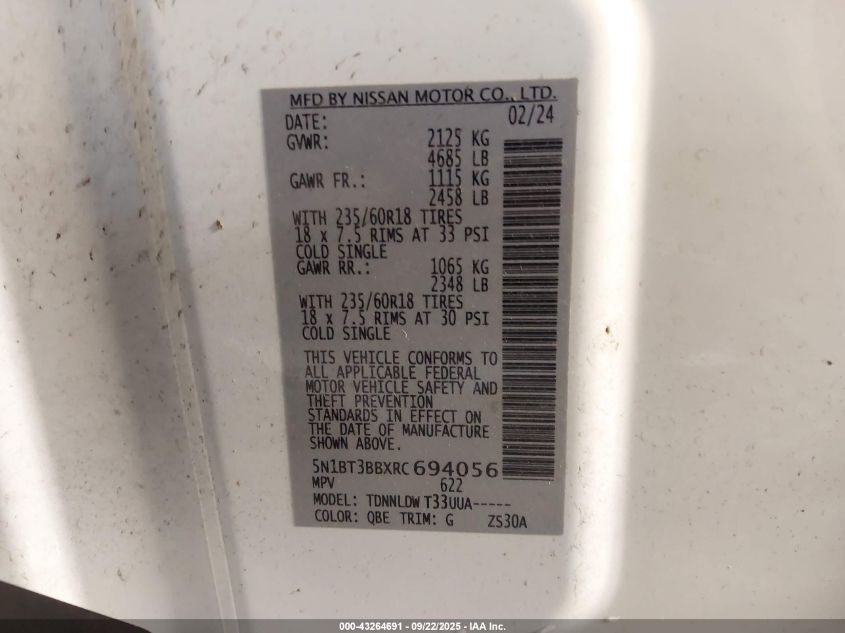 MFD BY NISSAN MOTOR CO., LTD.
DATE: 02/24
GVWR: 2125 KG
4685 LB
GAWR FR.: 1115 KG
2458 LB
WITH 235/60R18 TIRES
18 x 7.5 RIMS AT 33 PSI
COLD SINGLE
GAWR RR.: 1065 KG
2348 LB
WITH 235/60R18 TIRES
18 x 7.5 RIMS AT 30 PSI
COLD SINGLE
THIS VEHICLE CONFORMS TO
ALL APPLICABLE FEDERAL
MOTOR VEHICLE SAFETY AND
THEFT PREVENTION
STANDARDS IN EFFECT ON
THE DATE OF MANUFACTURE
SHOWN ABOVE.
5N1BT3BBXRC694056
MPV 622
MODEL: TDNNLDW T33UUA-----
COLOR: QBE TRIM: G ZS30A
000-43264691 - 09/22/2025 - IAA Inc.